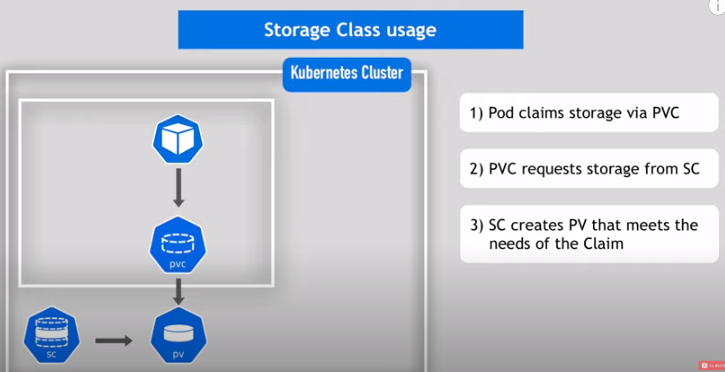 Storage Class usage
Kubernetes Cluster
1) Pod claims storage via PVC
2) PVC requests storage from SC
3) SC creates PV that meets the
needs of the Claim
pvc
sc
pv